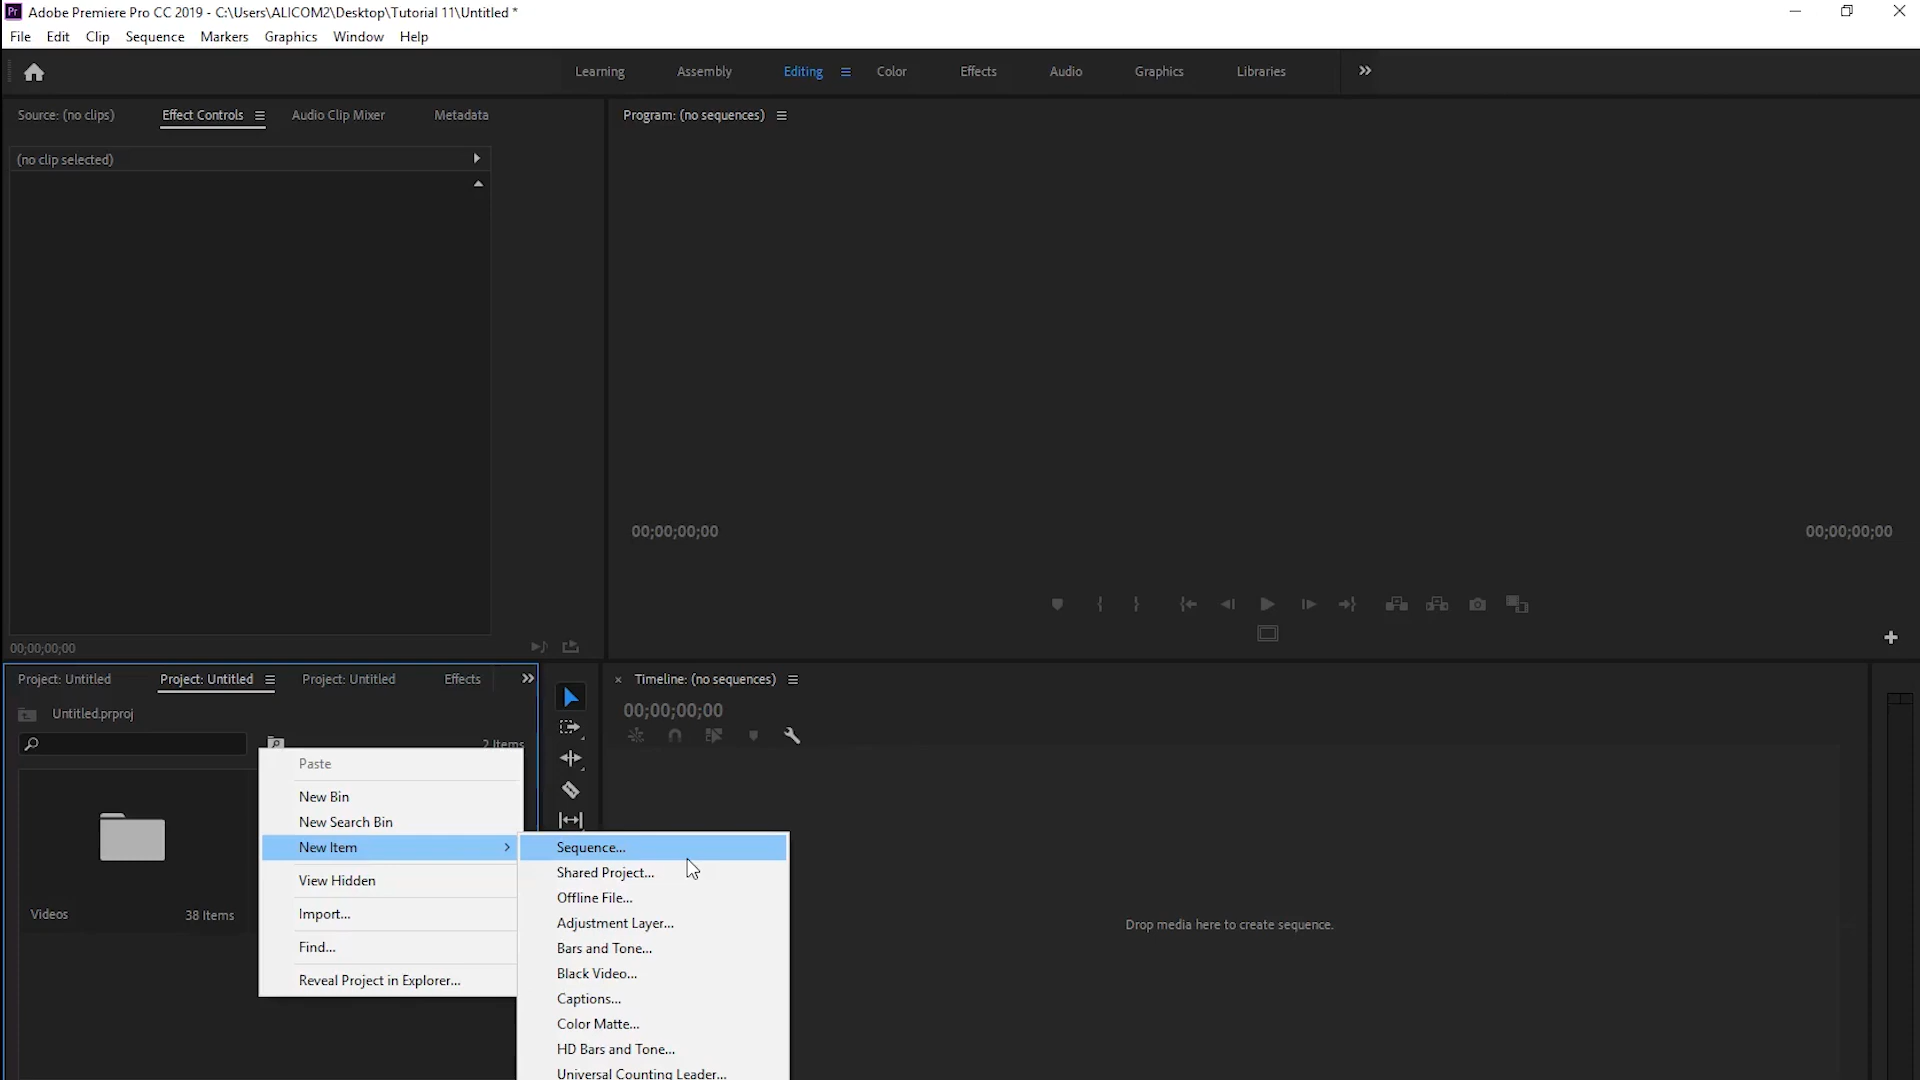 Adobe Premiere Pro CC 2019 - C:\Users\ALICOM2\Desktop\Tutorial 11\Untitled *
File Edit Clip Sequence Markers Graphics Window Help
Learning Assembly Editing Color Effects Audio Graphics Libraries
Source: (no clips) Effect Controls Audio Clip Mixer Metadata
Program: (no sequences)
(no clip selected)
00;00;00;00 00;00;00;00
00;00;00;00
Project: Untitled Project: Untitled Project: Untitled Effects
Timeline: (no sequences)
00;00;00;00
Untitled.prproj
2 Items
Videos 38 Items
Paste
New Bin
New Search Bin
New Item
View Hidden
Import...
Find...
Reveal Project in Explorer...
Sequence...
Shared Project...
Offline File...
Adjustment Layer...
Bars and Tone...
Black Video...
Captions...
Color Matte...
HD Bars and Tone...
Universal Counting Leader...
Drop media here to create sequence.